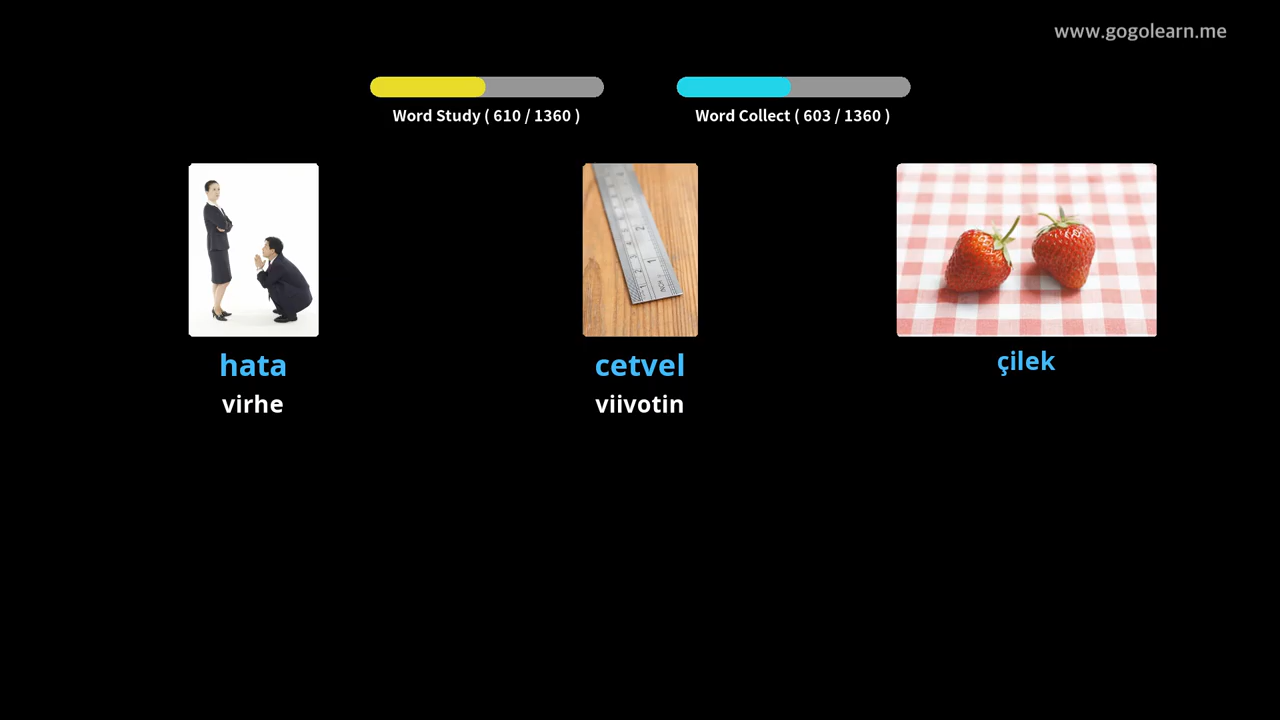 www.gogolearn.me
Word Study ( 610 / 1360 )
Word Collect ( 603 / 1360 )
hata
cetvel
çilek
virhe
viivotin